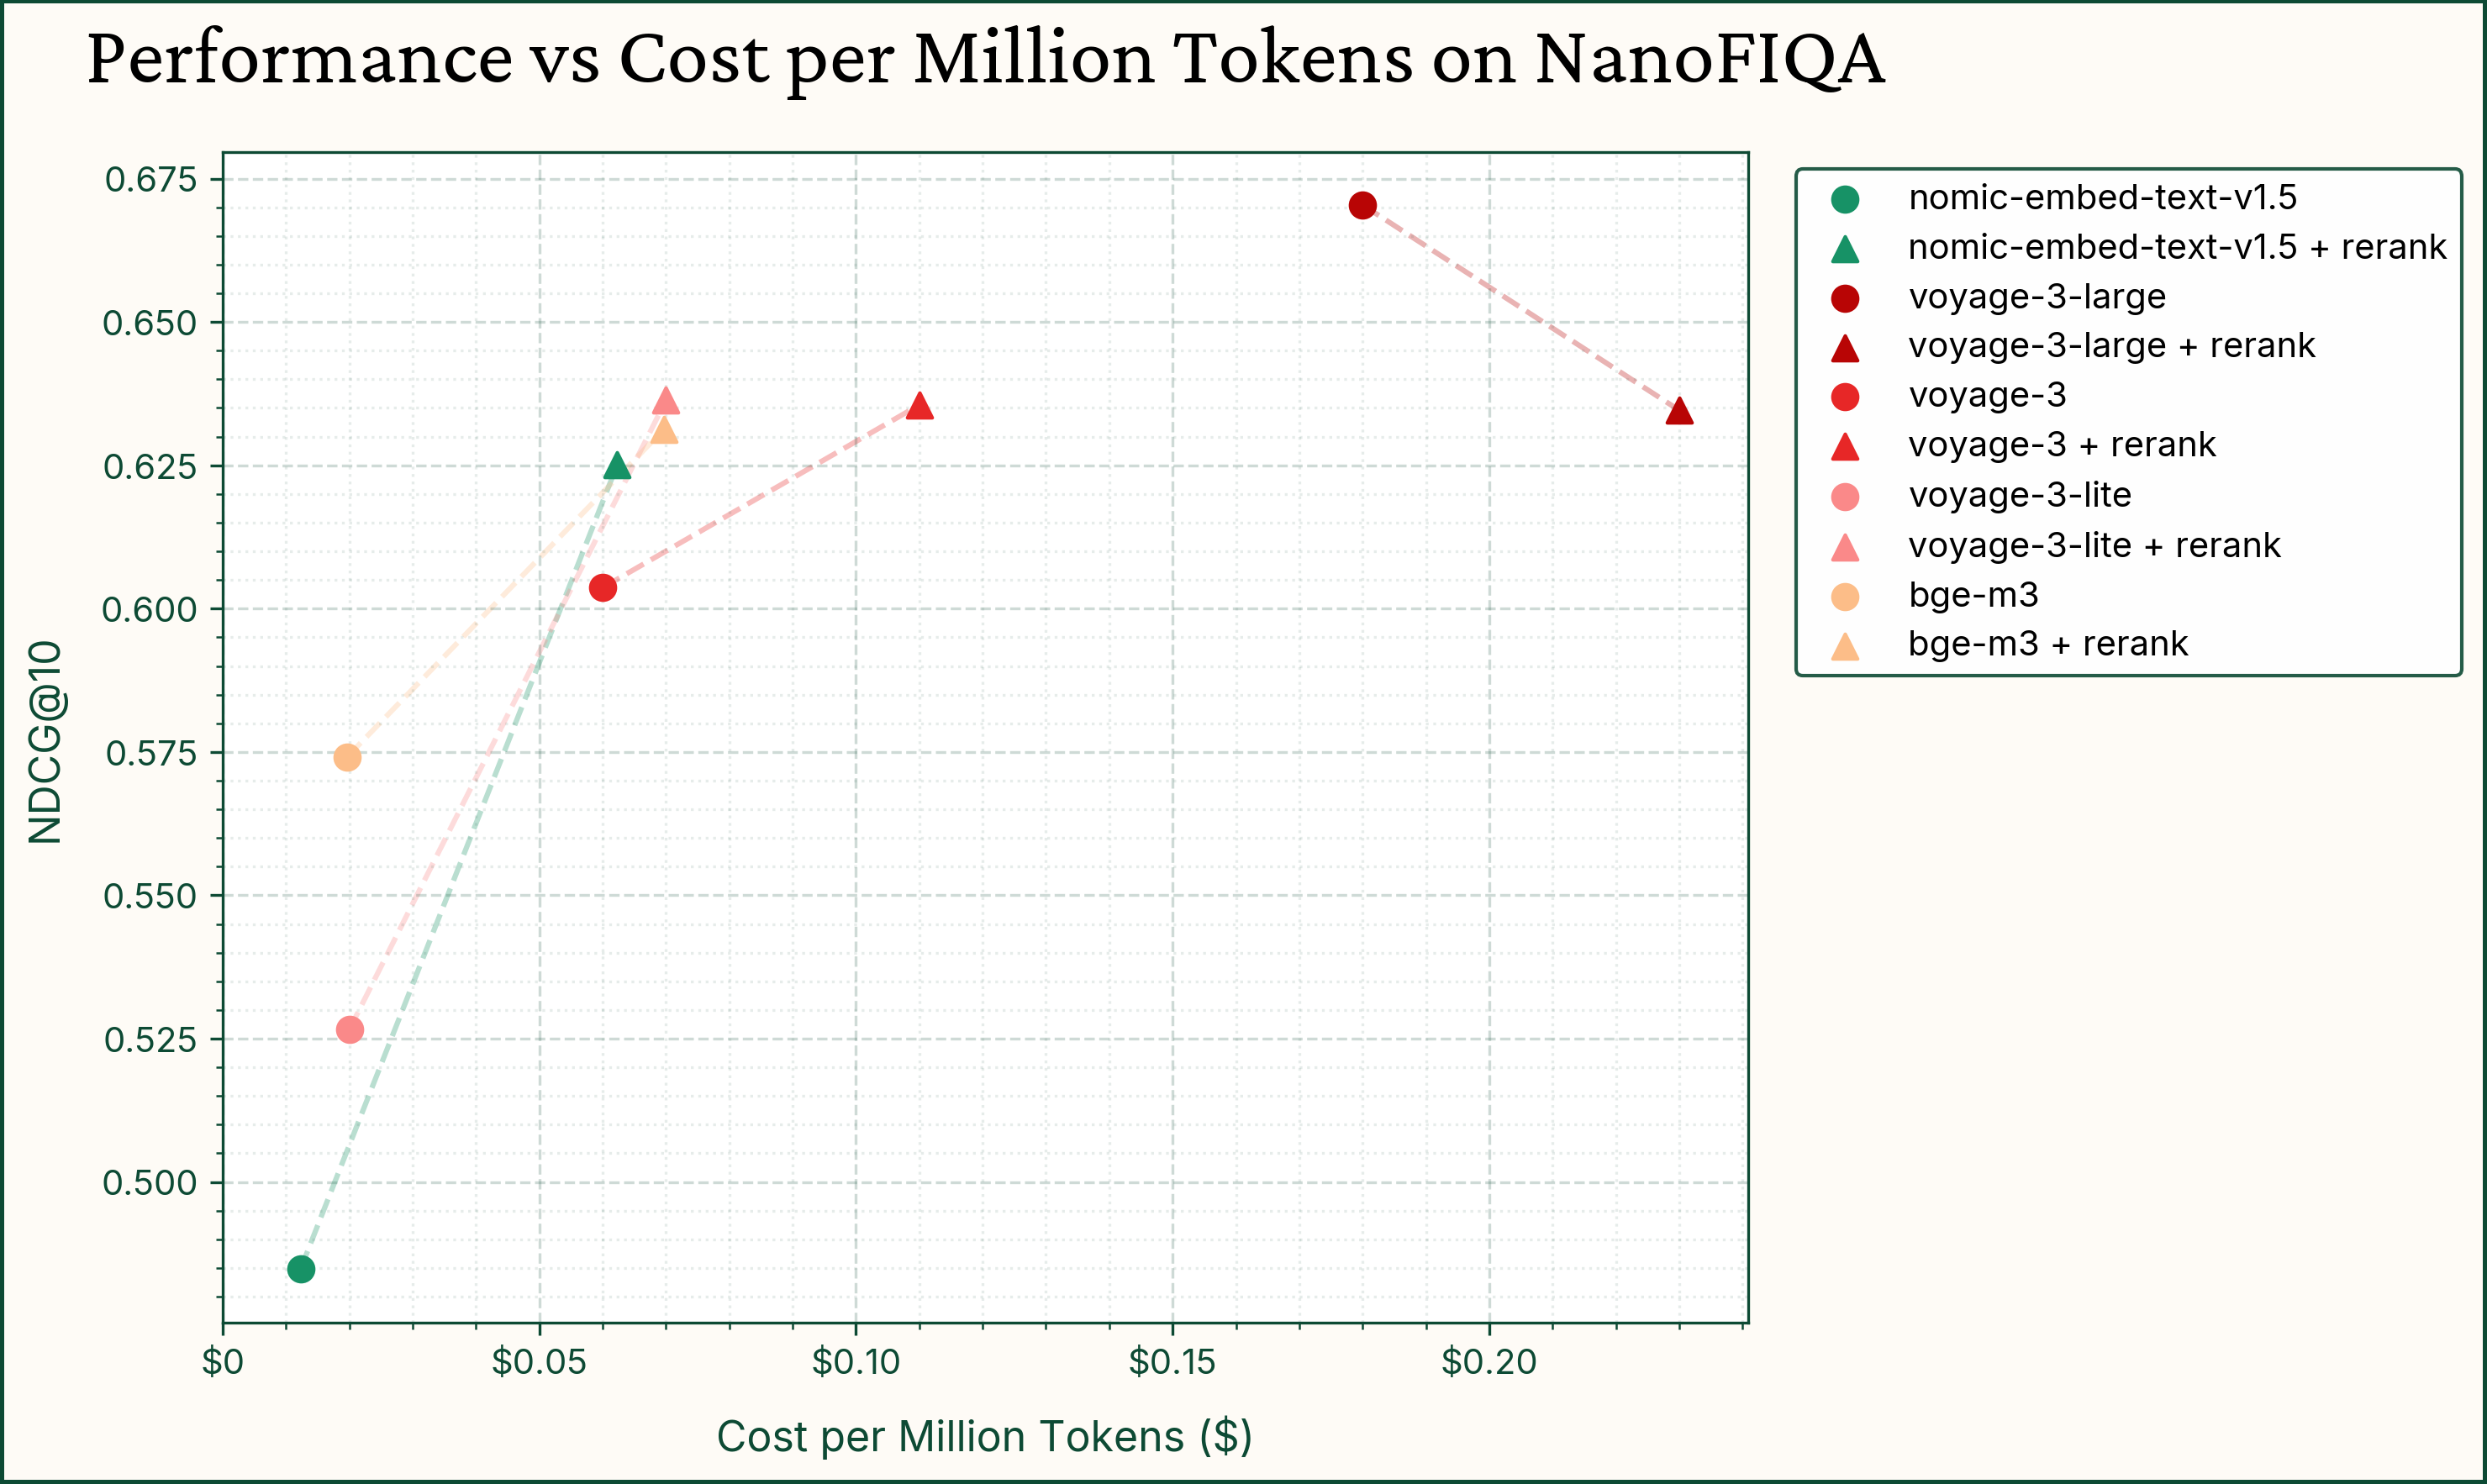 Performance vs Cost per Million Tokens on NanoFIQA
0.675
0.650
0.625
0.600
0.575
0.550
0.525
0.500
NDCG@10
$0
$0.05
$0.10
$0.15
$0.20
Cost per Million Tokens ($)
nomic-embed-text-v1.5
nomic-embed-text-v1.5 + rerank
voyage-3-large
voyage-3-large + rerank
voyage-3
voyage-3 + rerank
voyage-3-lite
voyage-3-lite + rerank
bge-m3
bge-m3 + rerank